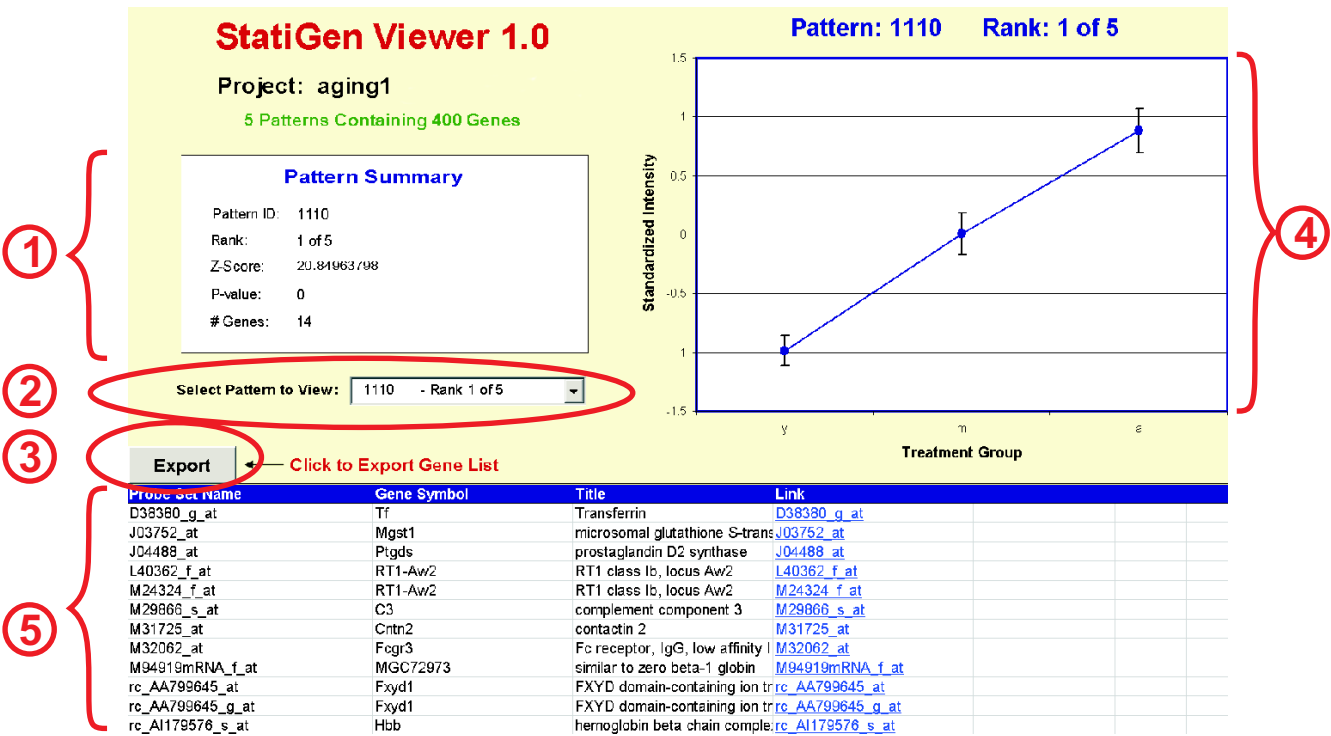 StatiGen Viewer 1.0
Project: aging1
5 Patterns Containing 400 Genes
1
Pattern Summary
Pattern ID: 1110
Rank: 1 of 5
Z-Score: 20.84963798
P-value: 0
# Genes: 14
2
Select Pattern to View: 1110 - Rank 1 of 5
3
Export
Click to Export Gene List
Pattern: 1110 Rank: 1 of 5
1.5
1
0.5
0
-0.5
1
-1.5
Standardized Intensity
y m a
Treatment Group
4
5
Probe Set Name Gene Symbol Title Link
D38380_g_at Tf Transferrin D38380_g_at
J03752_at Mgst1 microsomal glutathione S-trans J03752_at
J04488_at Ptgds prostaglandin D2 synthase J04488_at
L40362_f_at RT1-Aw2 RT1 class Ib, locus Aw2 L40362_f_at
M24324_f_at RT1-Aw2 RT1 class Ib, locus Aw2 M24324_f_at
M29866_s_at C3 complement component 3 M29866_s_at
M31725_at Cntn2 contactin 2 M31725_at
M32062_at Fcgr3 Fc receptor, IgG, low affinity I M32062_at
M94919mRNA_f_at MGC72973 similar to zero beta-1 globin M94919mRNA_f_at
rc_AA799645_at Fxyd1 FXYD domain-containing ion tr rc_AA799645_at
rc_AA799645_g_at Fxyd1 FXYD domain-containing ion tr rc_AA799645_g_at
rc_AI179576_s_at Hbb hemoglobin beta chain comple rc_AI179576_s_at